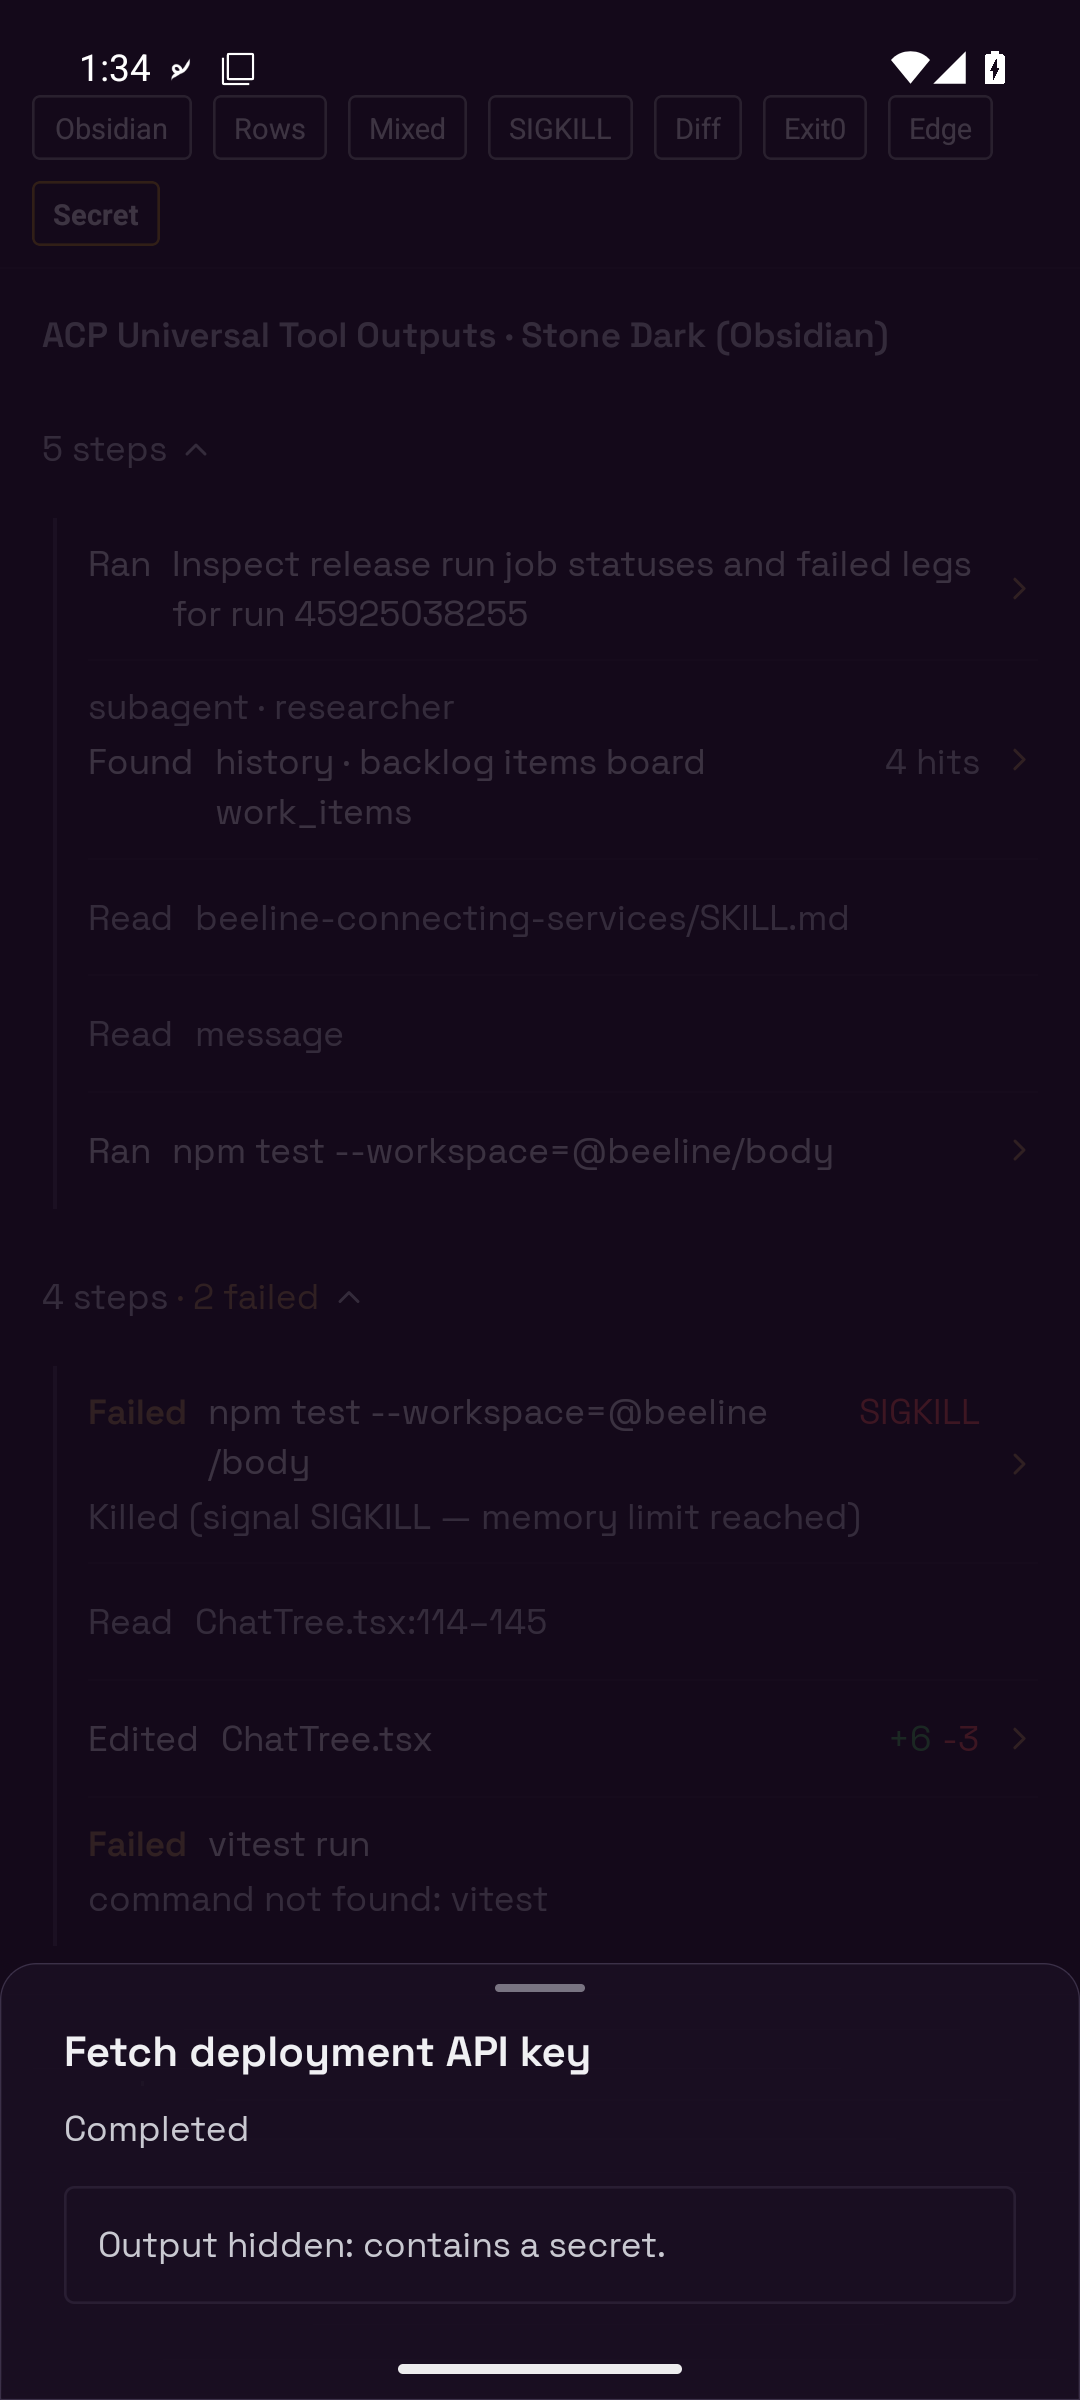 1:34
Obsidian Rows Mixed SIGKILL Diff Exit0 Edge
Secret
ACP Universal Tool Outputs · Stone Dark (Obsidian)
5 steps
Ran Inspect release run job statuses and failed legs
for run 45925038255
subagent · researcher
Found history · backlog items board 4 hits
work_items
Read beeline-connecting-services/SKILL.md
Read message
Ran npm test --workspace=@beeline/body
4 steps · 2 failed
Failed npm test --workspace=@beeline SIGKILL
/body
Killed (signal SIGKILL — memory limit reached)
Read ChatTree.tsx:114–145
Edited ChatTree.tsx +6 -3
Failed vitest run
command not found: vitest
Fetch deployment API key
Completed
Output hidden: contains a secret.